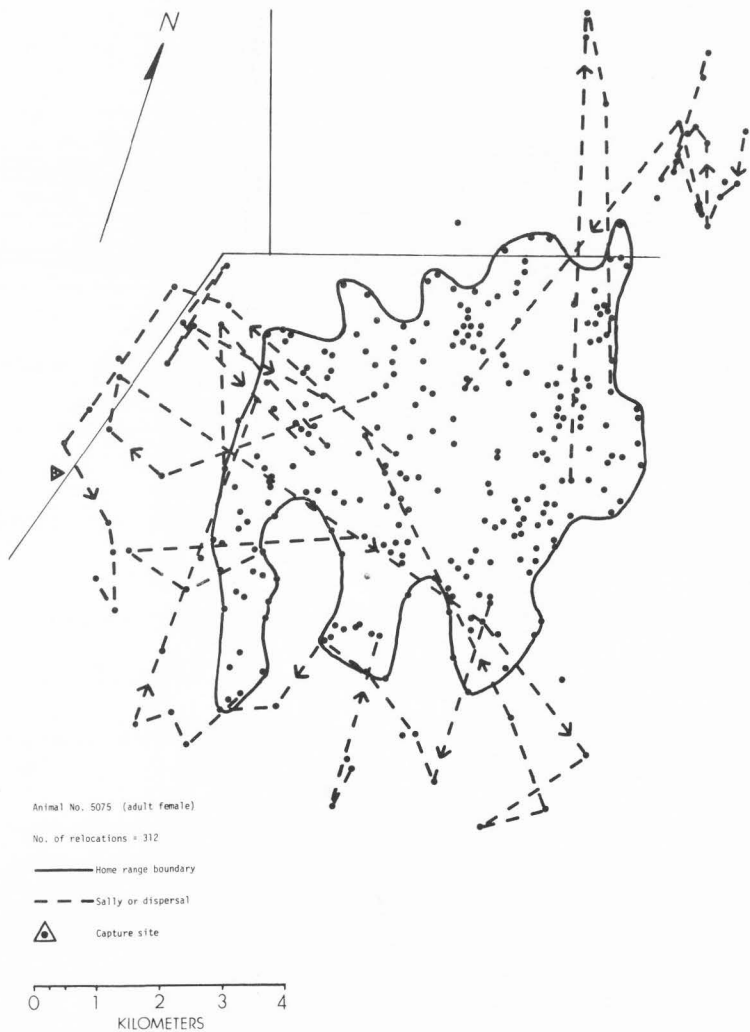 N
Animal No. 5075 (adult female)
No. of relocations = 312
Home range boundary
Sally or dispersal
Capture site
0 1 2 3 4
KILOMETERS